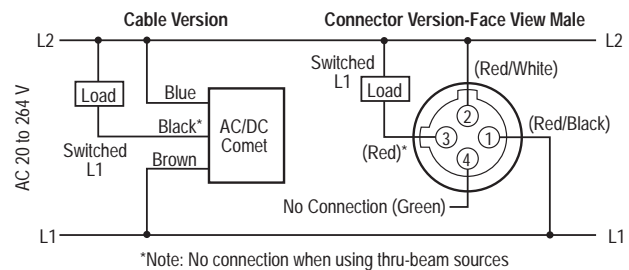 Cable Version
Connector Version-Face View Male
L2
L2
AC 20 to 264 V
Load
Switched
L1
Blue
Black*
Brown
AC/DC
Comet
Switched
L1
Load
(Red/White)
(Red/Black)
(Red)*
2
3
1
4
No Connection (Green)
L1
L1
*Note: No connection when using thru-beam sources